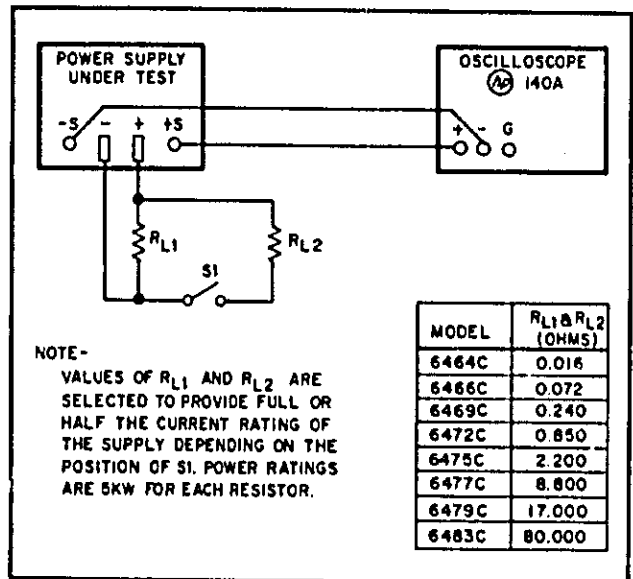 POWER SUPPLY
UNDER TEST
-S - + +S
OSCILLOSCOPE
hp 140A
+ - G
RL1
RL2
S1
NOTE-
VALUES OF RL1 AND RL2 ARE
SELECTED TO PROVIDE FULL OR
HALF THE CURRENT RATING OF
THE SUPPLY DEPENDING ON THE
POSITION OF S1. POWER RATINGS
ARE 5KW FOR EACH RESISTOR.
MODEL RL1 & RL2 (OHMS)
6464C 0.016
6466C 0.072
6469C 0.240
6472C 0.850
6475C 2.200
6477C 8.800
6479C 17.000
6483C 80.000